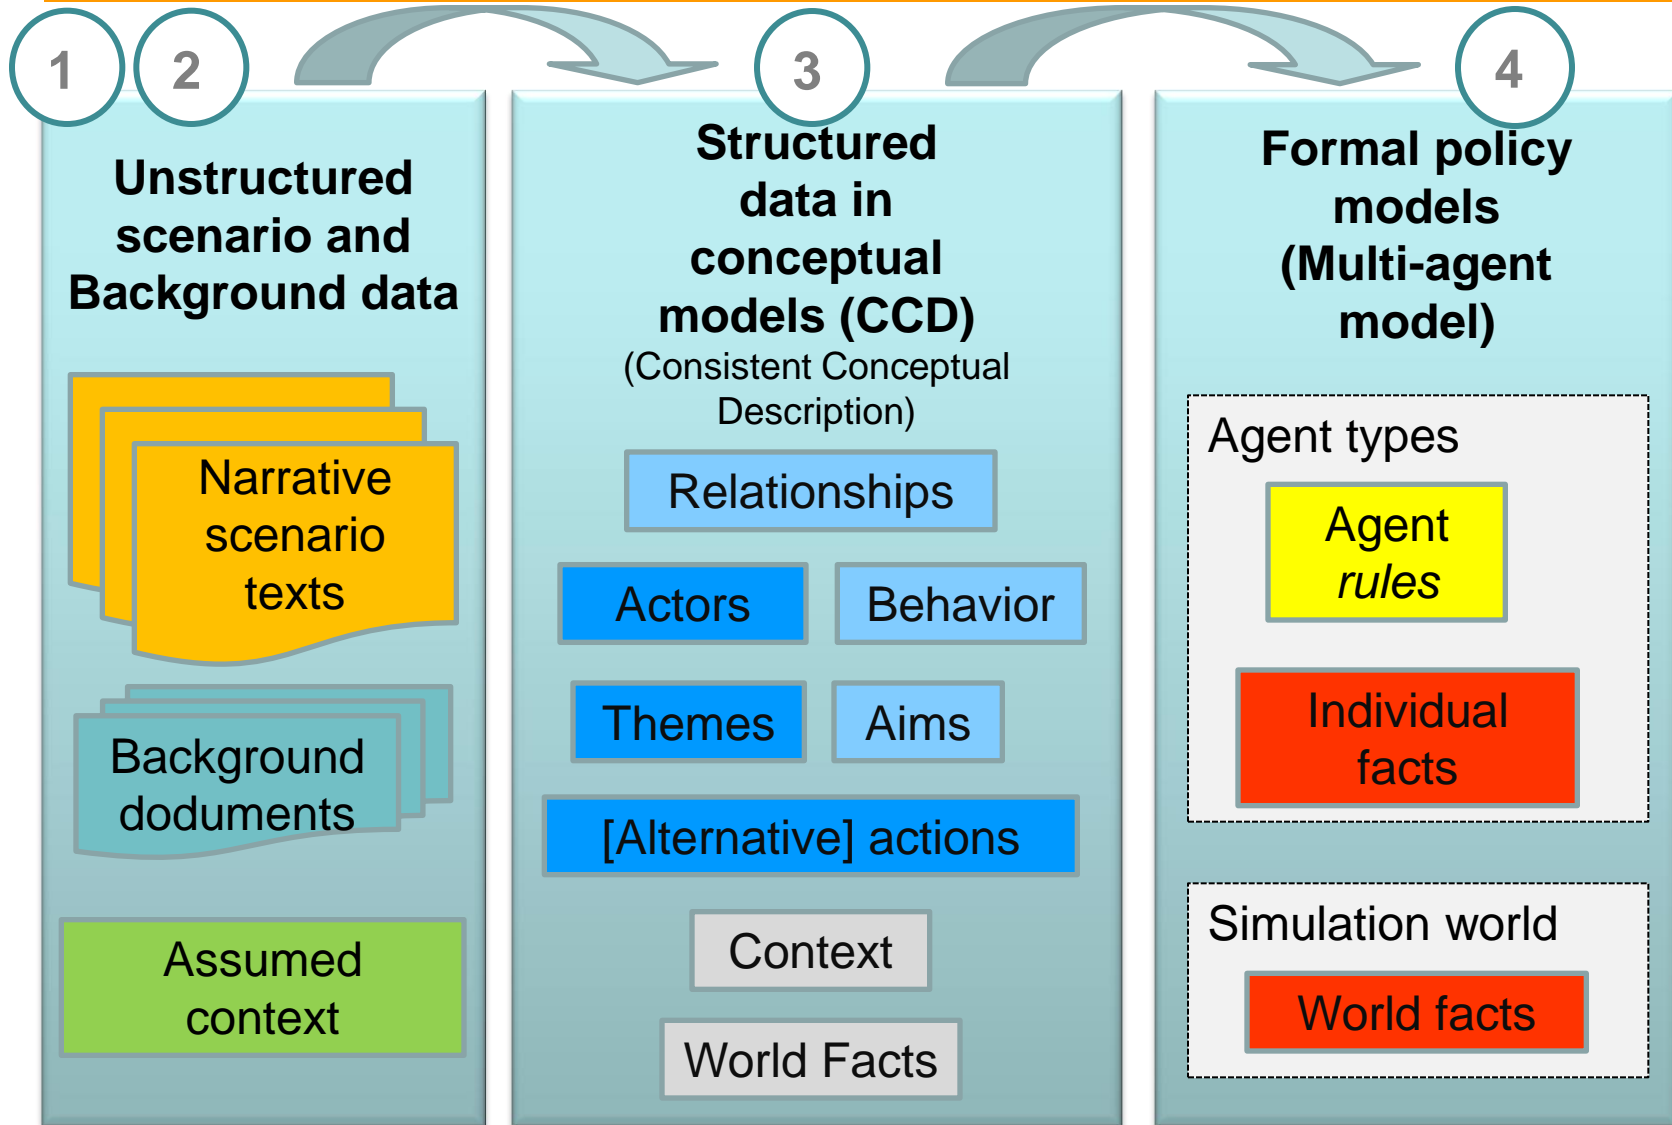 1
2
3
4
Unstructured
scenario and
Background data
Narrative
scenario
texts
Background
doduments
Assumed
context
Structured
data in
conceptual
models (CCD)
(Consistent Conceptual
Description)
Relationships
Actors
Behavior
Themes
Aims
[Alternative] actions
Context
World Facts
Formal policy
models
(Multi-agent
model)
Agent types
Agent
rules
Individual
facts
Simulation world
World facts